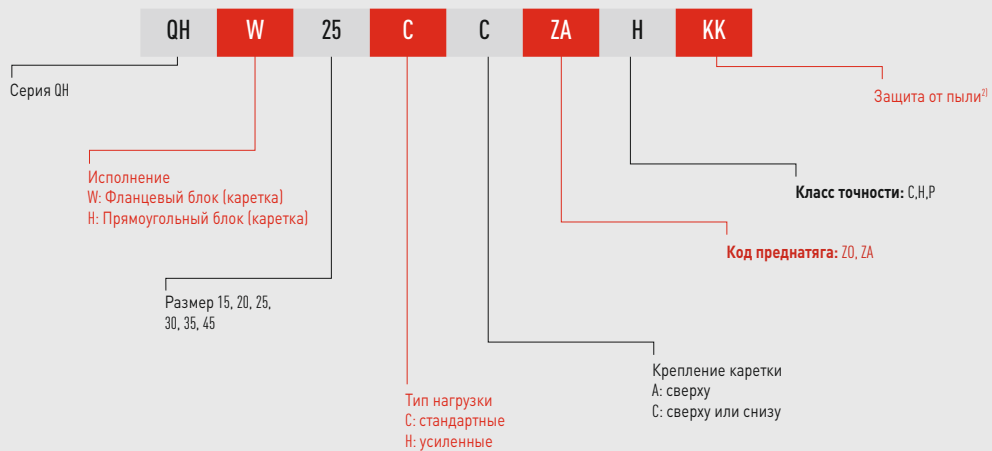 QH W 25 C C ZA H KK
Серия QH
Защита от пыли²⁾
Исполнение
W: Фланцевый блок (каретка)
H: Прямоугольный блок (каретка)
Класс точности: C,H,P
Код преднатяга: Z0, ZA
Размер 15, 20, 25,
30, 35, 45
Крепление каретки
A: сверху
C: сверху или снизу
Тип нагрузки
C: стандартные
H: усиленные